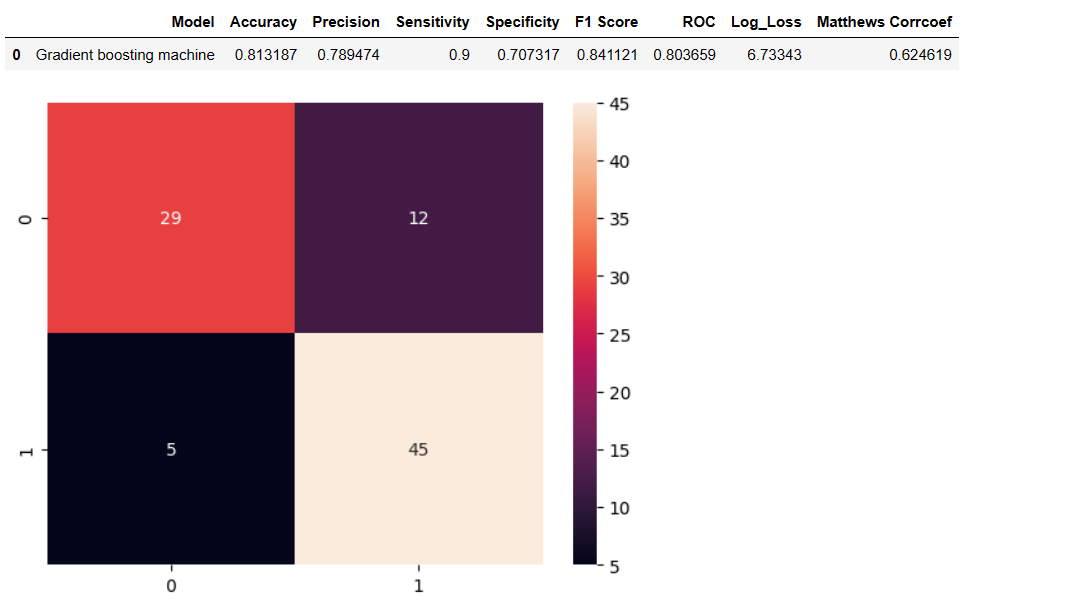 Model Accuracy Precision Sensitivity Specificity F1 Score ROC Log_Loss Matthews Corrcoef
0 Gradient boosting machine 0.813187 0.789474 0.9 0.707317 0.841121 0.803659 6.73343 0.624619
45
40
35
0 29 12
30
25
20
1 5 45
15
10
5
0 1